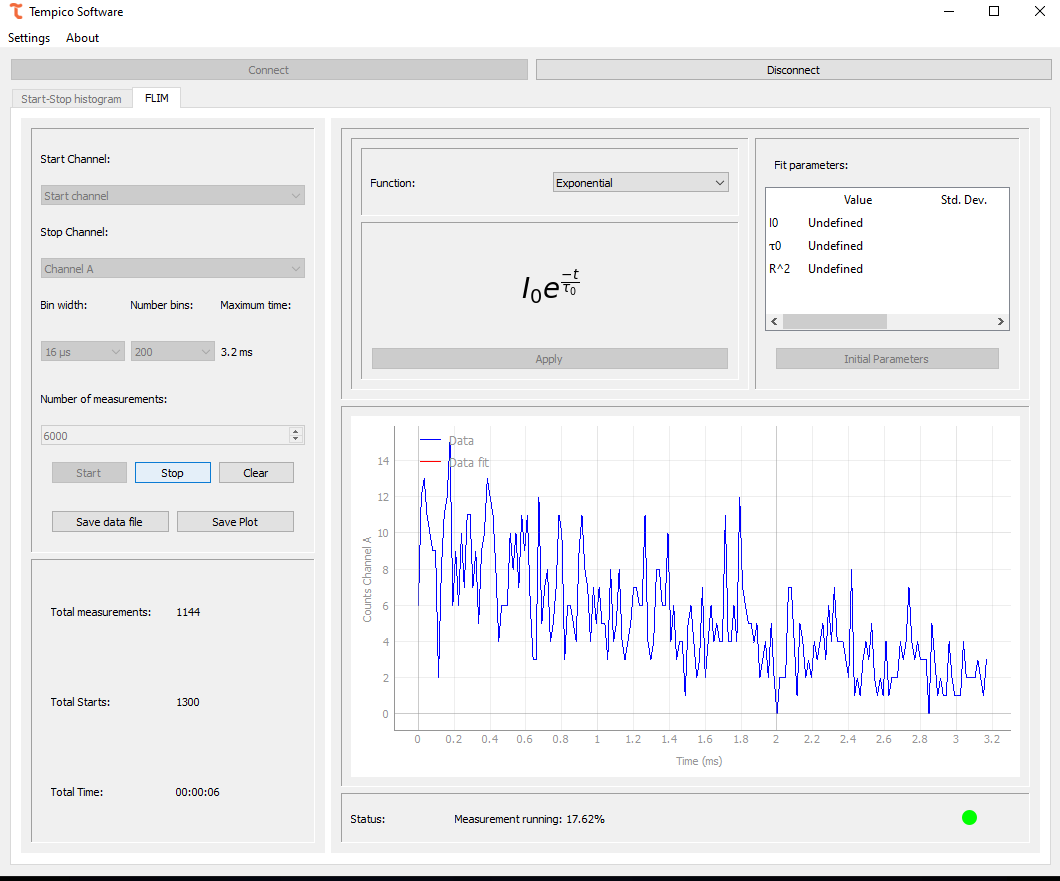 Tempico Software
Settings About
Connect Disconnect
Start-Stop histogram FLIM
Start Channel:
Start channel
Stop Channel:
Channel A
Bin width: Number bins: Maximum time:
16 µs 200 3.2 ms
Number of measurements:
6000
Start Stop Clear
Save data file Save Plot
Total measurements: 1144
Total Starts: 1300
Total Time: 00:00:06
Function: Exponential
I₀e^(-t/τ₀)
Apply
Fit parameters:
Value Std. Dev.
I0 Undefined
τ0 Undefined
R^2 Undefined
Initial Parameters
Data
Data fit
14
12
10
8
6
4
2
0
Counts Channel A
0 0.2 0.4 0.6 0.8 1 1.2 1.4 1.6 1.8 2 2.2 2.4 2.6 2.8 3 3.2
Time (ms)
Status: Measurement running: 17.62%